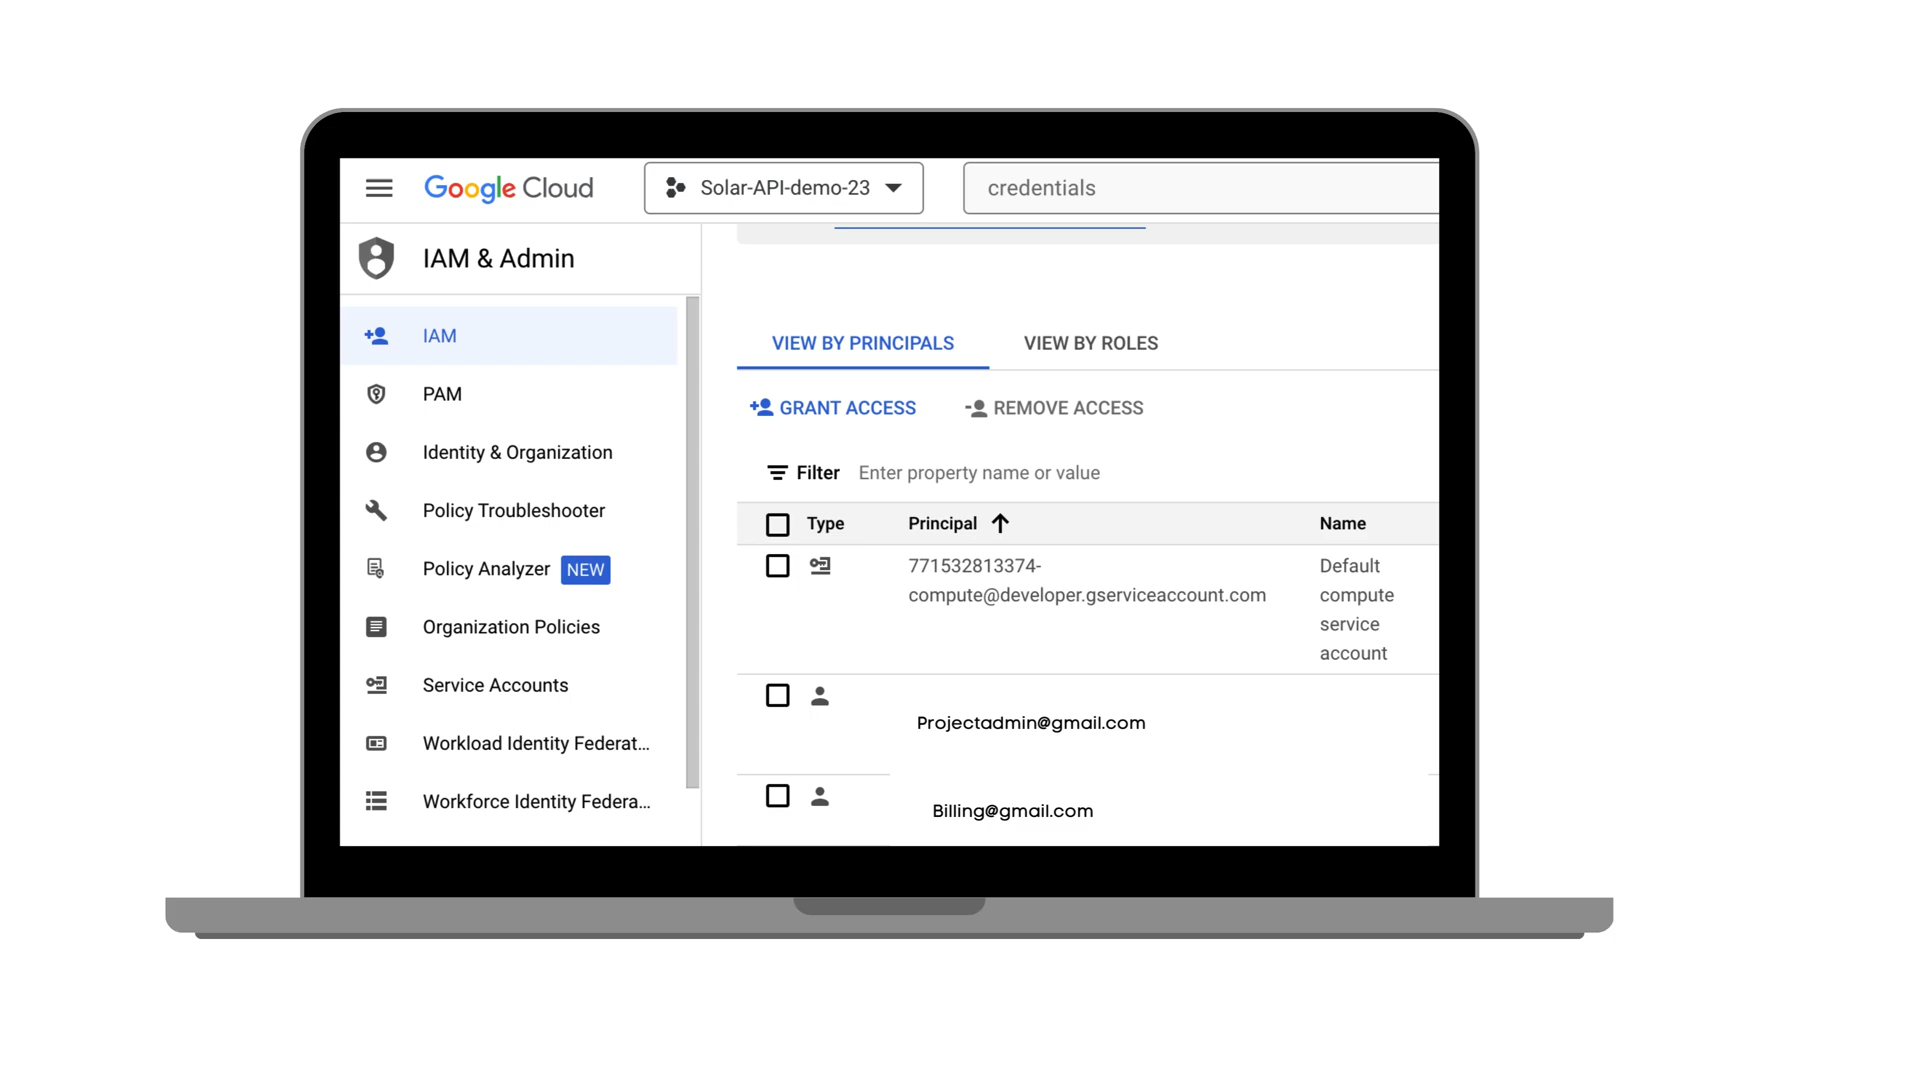 Google Cloud
Solar-API-demo-23
credentials
IAM & Admin
IAM
PAM
Identity & Organization
Policy Troubleshooter
Policy Analyzer NEW
Organization Policies
Service Accounts
Workload Identity Federat...
Workforce Identity Federa...
VIEW BY PRINCIPALS
VIEW BY ROLES
GRANT ACCESS
REMOVE ACCESS
Filter Enter property name or value
Type Principal Name
771532813374-
compute@developer.gserviceaccount.com
Default
compute
service
account
Projectadmin@gmail.com
Billing@gmail.com